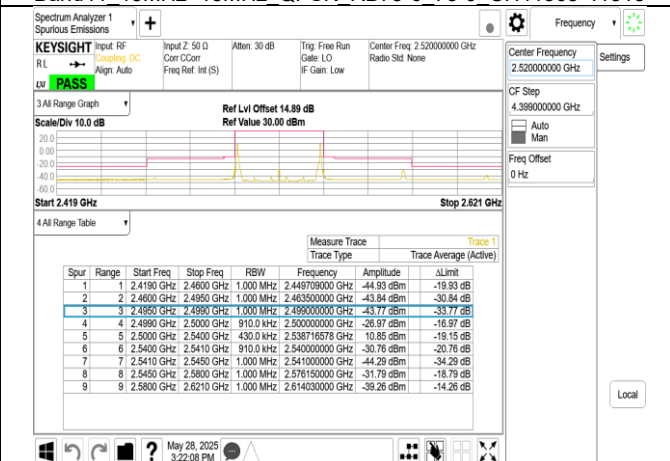 Spectrum Analyzer 1
Spurious Emissions
Frequency
KEYSIGHT Input: RF
Coupling: DC
Align: Auto
RL
LXI PASS
Input Z: 50 Ω
Corr CCorr
Freq Ref: Int (S)
Atten: 30 dB
Trig: Free Run
Gate: LO
IF Gain: Low
Center Freq: 2.520000000 GHz
Radio Std: None
Center Frequency
2.520000000 GHz
Settings
CF Step
4.399000000 GHz
Auto
Man
Freq Offset
0 Hz
Local
3 All Range Graph
Scale/Div 10.0 dB
Ref Lvl Offset 14.89 dB
Ref Value 30.00 dBm
20.0
0.00
-20.0
-40.0
-60.0
Start 2.419 GHz
Stop 2.621 GHz
4 All Range Table
Measure Trace Trace 1
Trace Type Trace Average (Active)
Spur Range Start Freq Stop Freq RBW Frequency Amplitude ΔLimit
1 1 2.4190 GHz 2.4600 GHz 1.000 MHz 2.449709000 GHz -44.93 dBm -19.93 dB
2 2 2.4600 GHz 2.4950 GHz 1.000 MHz 2.463500000 GHz -43.84 dBm -30.84 dB
3 3 2.4950 GHz 2.4990 GHz 1.000 MHz 2.499000000 GHz -43.77 dBm -33.77 dB
4 4 2.4990 GHz 2.5000 GHz 910.0 kHz 2.500000000 GHz -26.97 dBm -16.97 dB
5 5 2.5000 GHz 2.5400 GHz 430.0 kHz 2.538716500 GHz 10.85 dBm -19.15 dB
6 6 2.5400 GHz 2.5410 GHz 910.0 kHz 2.540000000 GHz -30.76 dBm -20.76 dB
7 7 2.5410 GHz 2.5450 GHz 1.000 MHz 2.541000000 GHz -44.29 dBm -34.29 dB
8 8 2.5450 GHz 2.5800 GHz 1.000 MHz 2.576150000 GHz -31.79 dBm -18.79 dB
9 9 2.5800 GHz 2.6210 GHz 1.000 MHz 2.614030000 GHz -39.26 dBm -14.26 dB
May 28, 2025
3:22:08 PM